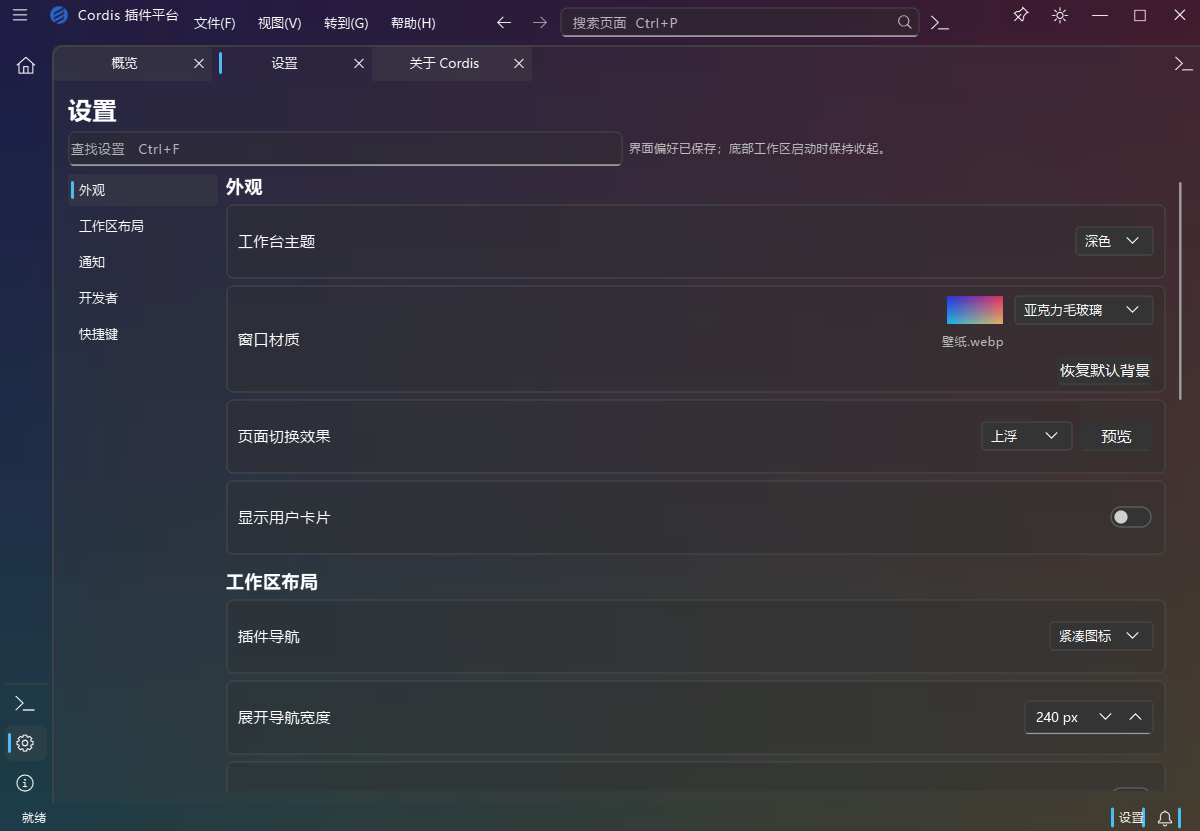 Cordis 插件平台 文件(F) 视图(V) 转到(G) 帮助(H) 搜索页面 Ctrl+P
概览 设置 关于 Cordis
设置
查找设置 Ctrl+F 界面偏好已保存；底部工作区启动时保持收起。
外观
工作区布局
通知
开发者
快捷键
外观
工作台主题 深色
窗口材质 亚克力毛玻璃
壁纸.webp
恢复默认背景
页面切换效果 上浮 预览
显示用户卡片
工作区布局
插件导航 紧凑图标
展开导航宽度 240 px
就绪 设置